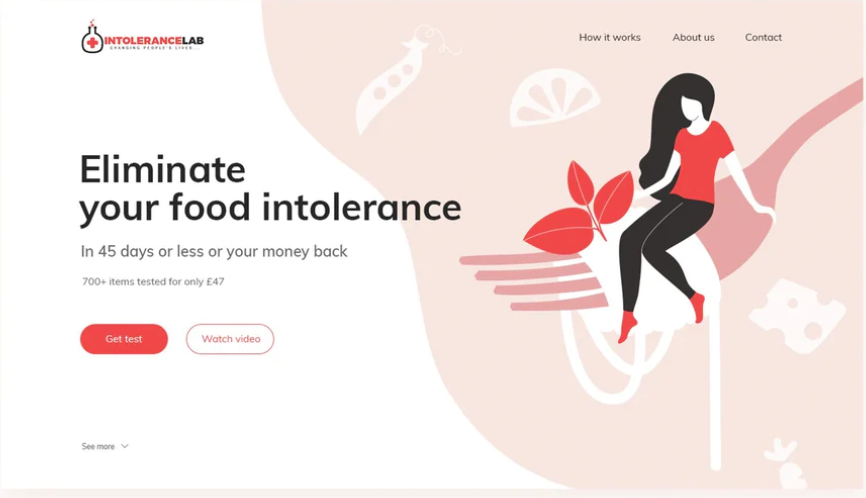 INTOLERANCELAB
CHANGING PEOPLE'S LIVES
How it works
About us
Contact
Eliminate
your food intolerance
In 45 days or less or your money back
700+ items tested for only £47
Get test
Watch video
See more